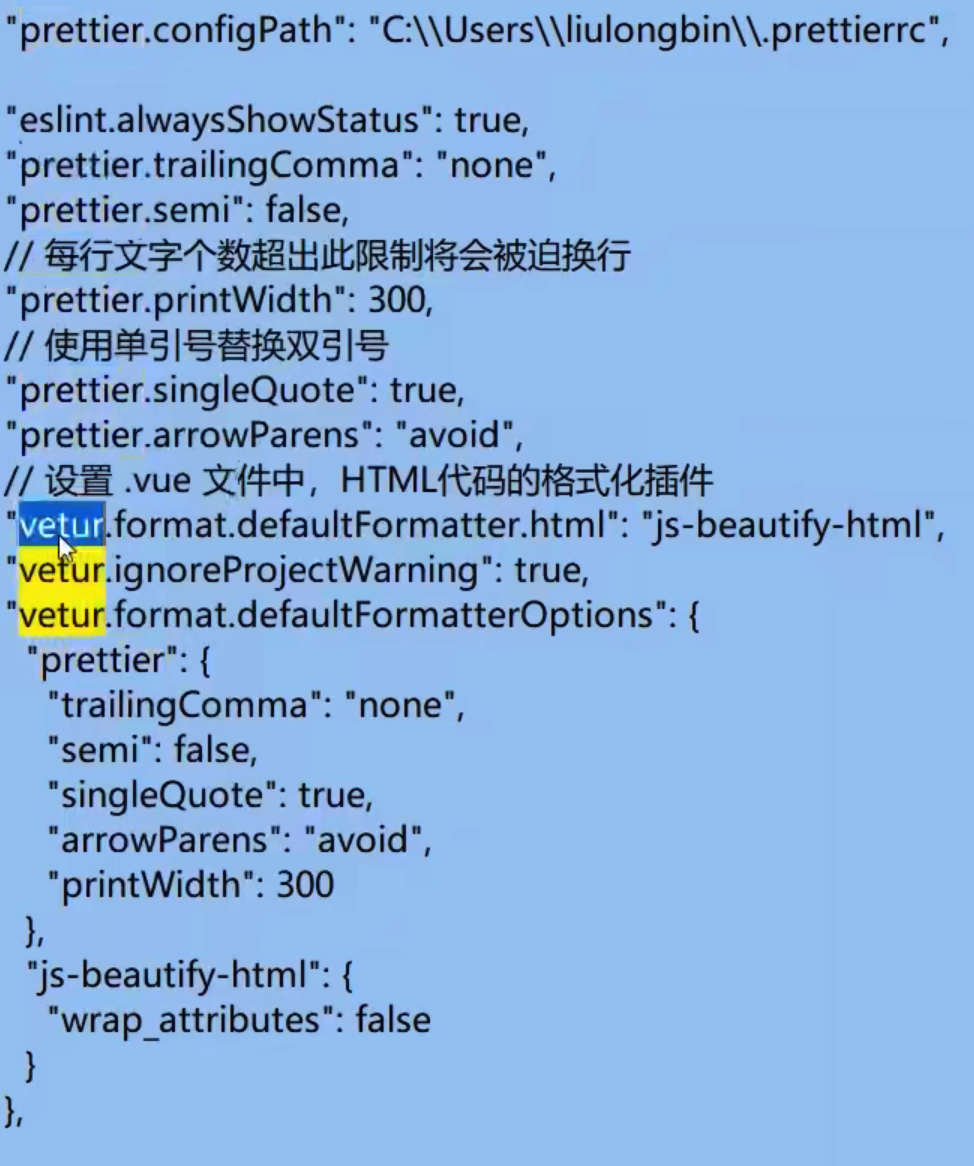 "prettier.configPath": "C:\\Users\\liulongbin\\.prettierrc",
"eslint.alwaysShowStatus": true,
"prettier.trailingComma": "none",
"prettier.semi": false,
// 每行文字个数超出此限制将会被迫换行
"prettier.printWidth": 300,
// 使用单引号替换双引号
"prettier.singleQuote": true,
"prettier.arrowParens": "avoid",
// 设置 .vue 文件中，HTML代码的格式化插件
"vetur.format.defaultFormatter.html": "js-beautify-html",
"vetur.ignoreProjectWarning": true,
"vetur.format.defaultFormatterOptions": {
"prettier": {
"trailingComma": "none",
"semi": false,
"singleQuote": true,
"arrowParens": "avoid",
"printWidth": 300
},
"js-beautify-html": {
"wrap_attributes": false
}
},